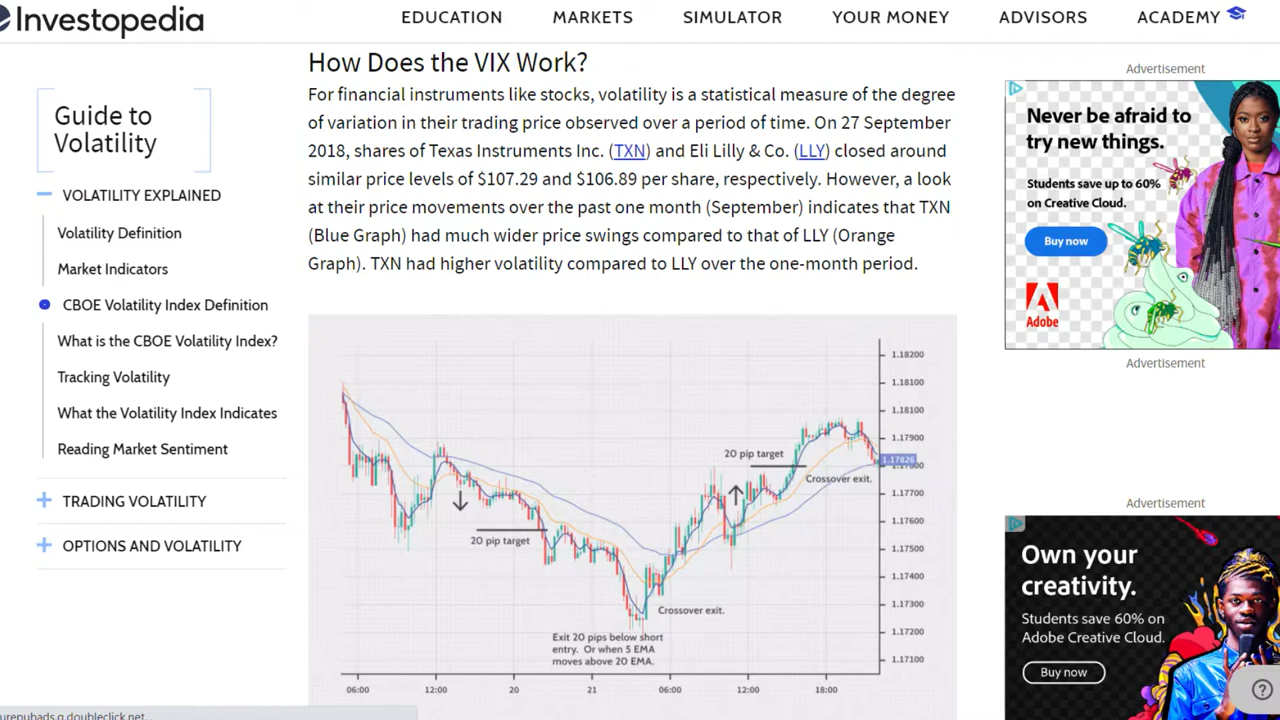 Investopedia
EDUCATION MARKETS SIMULATOR YOUR MONEY ADVISORS ACADEMY
Guide to
Volatility
VOLATILITY EXPLAINED
Volatility Definition
Market Indicators
CBOE Volatility Index Definition
What is the CBOE Volatility Index?
Tracking Volatility
What the Volatility Index Indicates
Reading Market Sentiment
TRADING VOLATILITY
OPTIONS AND VOLATILITY
How Does the VIX Work?
For financial instruments like stocks, volatility is a statistical measure of the degree
of variation in their trading price observed over a period of time. On 27 September
2018, shares of Texas Instruments Inc. (TXN) and Eli Lilly & Co. (LLY) closed around
similar price levels of $107.29 and $106.89 per share, respectively. However, a look
at their price movements over the past one month (September) indicates that TXN
(Blue Graph) had much wider price swings compared to that of LLY (Orange
Graph). TXN had higher volatility compared to LLY over the one-month period.
1.18200
1.18100
1.18100
1.17900
1.17826
1.17800
1.17700
1.17600
1.17500
1.17400
1.17300
1.17200
1.17100
20 pip target
Crossover exit.
20 pip target
Crossover exit.
Exit 20 pips below short
entry. Or when 5 EMA
moves above 20 EMA.
06:00 12:00 20 21 06:00 12:00 18:00
Advertisement
Never be afraid to
try new things.
Students save up to 60%
on Creative Cloud.
Buy now
Adobe
Advertisement
Advertisement
Own your
creativity.
Students save 60% on
Adobe Creative Cloud.
Buy now
urepubads.g.doubleclick.net...